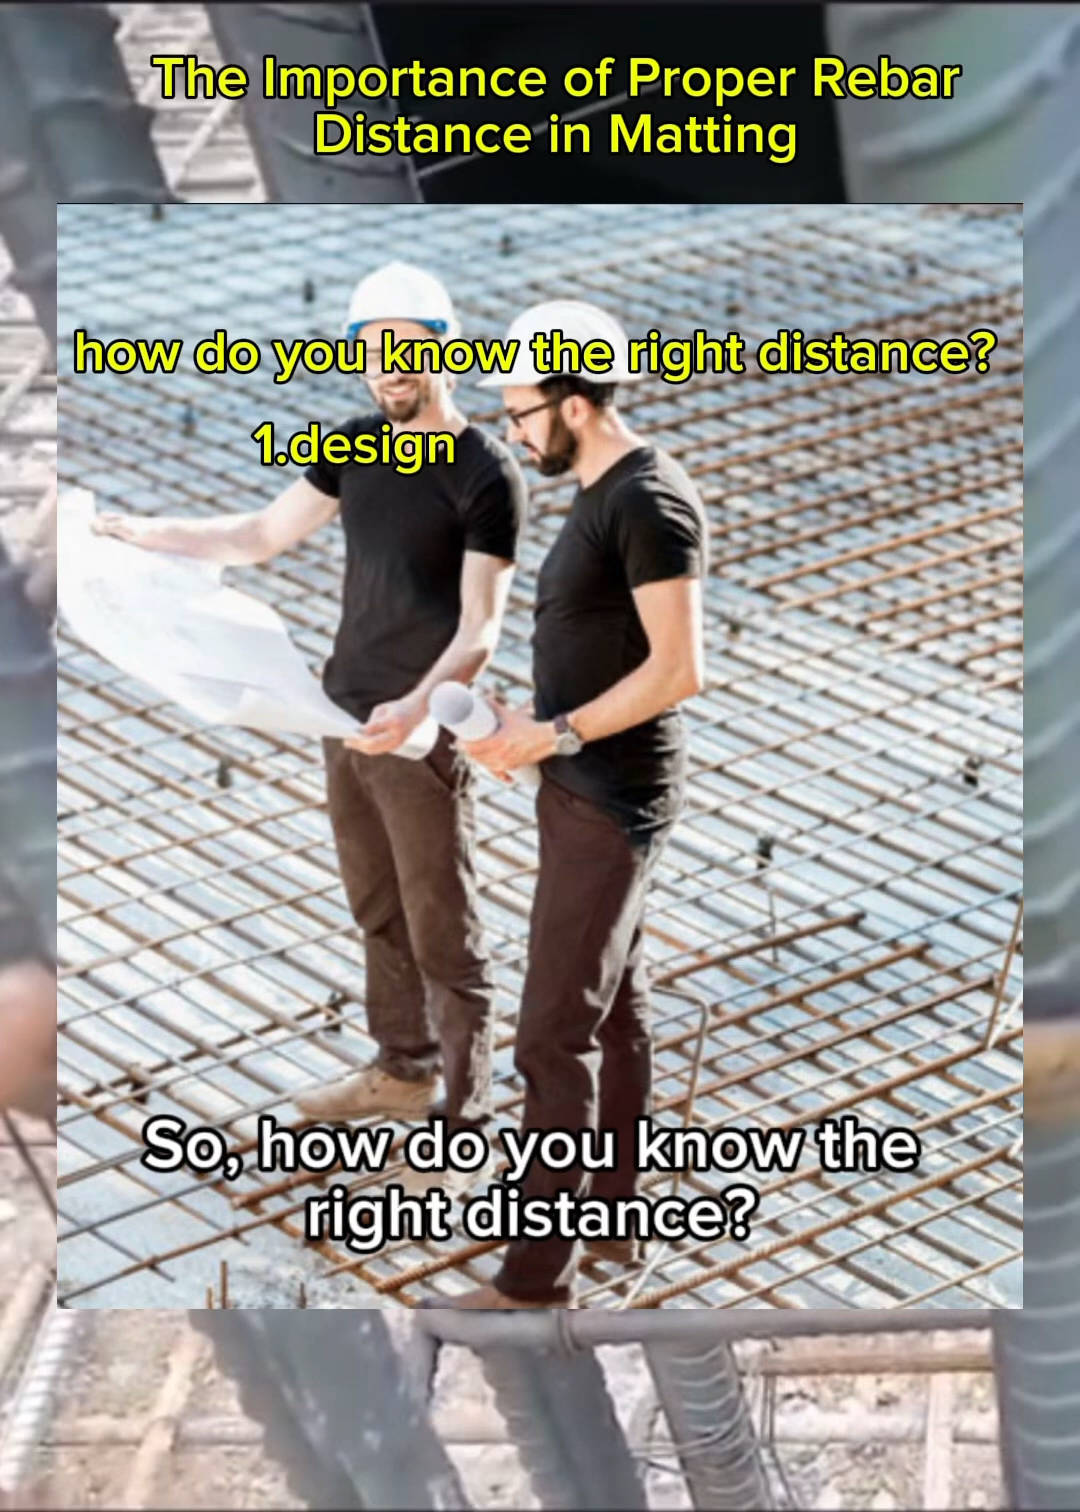 The Importance of Proper Rebar
Distance in Matting
how do you know the right distance?
1.design
So, how do you know the
right distance?